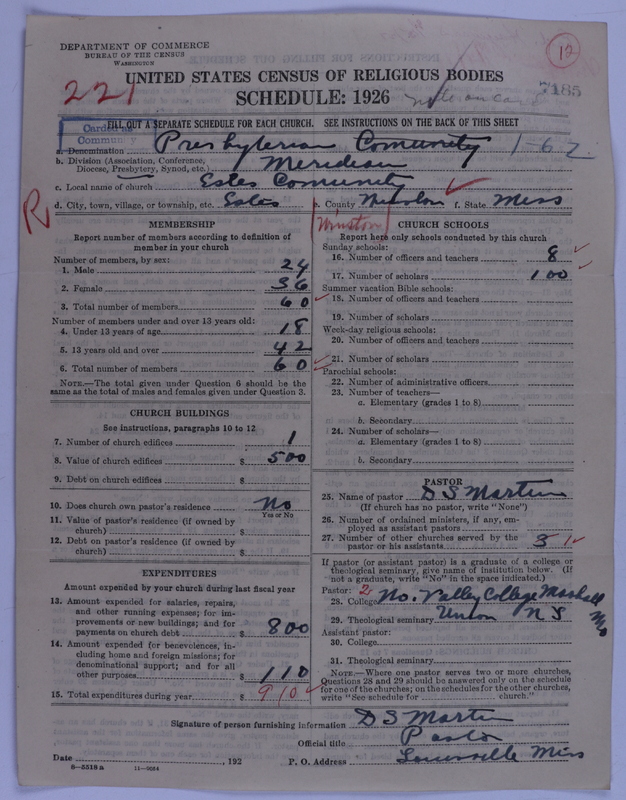 DEPARTMENT OF COMMERCE
BUREAU OF THE CENSUS
WASHINGTON
12
UNITED STATES CENSUS OF RELIGIOUS BODIES
221
SCHEDULE: 1926
7185
FILL OUT A SEPARATE SCHEDULE FOR EACH CHURCH. SEE INSTRUCTIONS ON THE BACK OF THIS SHEET
Carded as
Community
a. Denomination Presbyterian Comunity 1-62
b. Division (Association, Conference,
Diocese, Presbytery, Synod, etc.) Meridean
c. Local name of church Estes Comunity
d. City, town, village, or township, etc. Estes e. County Winston f. State Miss
R
Winston
MEMBERSHIP
Report number of members according to definition of
member in your church
Number of members, by sex:
1. Male 24
2. Female 36
3. Total number of members 60
Number of members under and over 13 years old:
4. Under 13 years of age 18
5. 13 years old and over 42
6. Total number of members 60
NOTE.—The total given under Question 6 should be the
same as the total of males and females given under Question 3.
CHURCH BUILDINGS
See instructions, paragraphs 10 to 12
7. Number of church edifices 1
8. Value of church edifices $ 500
9. Debt on church edifices $
10. Does church own pastor's residence No
Yes or No
11. Value of pastor's residence (if owned by
church) $
12. Debt on pastor's residence (if owned by
church) $
EXPENDITURES
Amount expended by your church during last fiscal year
13. Amount expended for salaries, repairs,
and other running expenses; for im-
provements or new buildings; and for
payments on church debt $ 800
14. Amount expended for benevolences, in-
cluding home and foreign missions; for
denominational support; and for all
other purposes $ 110
15. Total expenditures during year $ 910
CHURCH SCHOOLS
Report here only schools conducted by this church
Sunday schools:
16. Number of officers and teachers 8
17. Number of scholars 100
Summer vacation Bible schools:
18. Number of officers and teachers
19. Number of scholars
Week-day religious schools:
20. Number of officers and teachers
21. Number of scholars
Parochial schools:
22. Number of administrative officers
23. Number of teachers—
a. Elementary (grades 1 to 8)
b. Secondary
24. Number of scholars—
a. Elementary (grades 1 to 8)
b. Secondary
PASTOR
25. Name of pastor D S Martin
(If church has no pastor, write "None")
26. Number of ordained ministers, if any, em-
ployed as assistant pastors
27. Number of other churches served by the
pastor or his assistants
If pastor (or assistant pastor) is a graduate of a college or
theological seminary, give name of institution below. (If
not a graduate, write "No" in the space indicated.)
Pastor: 2
28. College Mo. Valley College Marshall Mo
29. Theological seminary Union
Assistant pastor:
30. College
31. Theological seminary
NOTE.—Where one pastor serves two or more churches,
Questions 28 and 29 should be answered only on the schedule
for one of the churches; on the schedules for the other churches,
write "See schedule for church."
Signature of person furnishing information D S Martin
Official title Pastor
Date , 192 P. O. Address Louisville Miss
8-5518a 11-9054